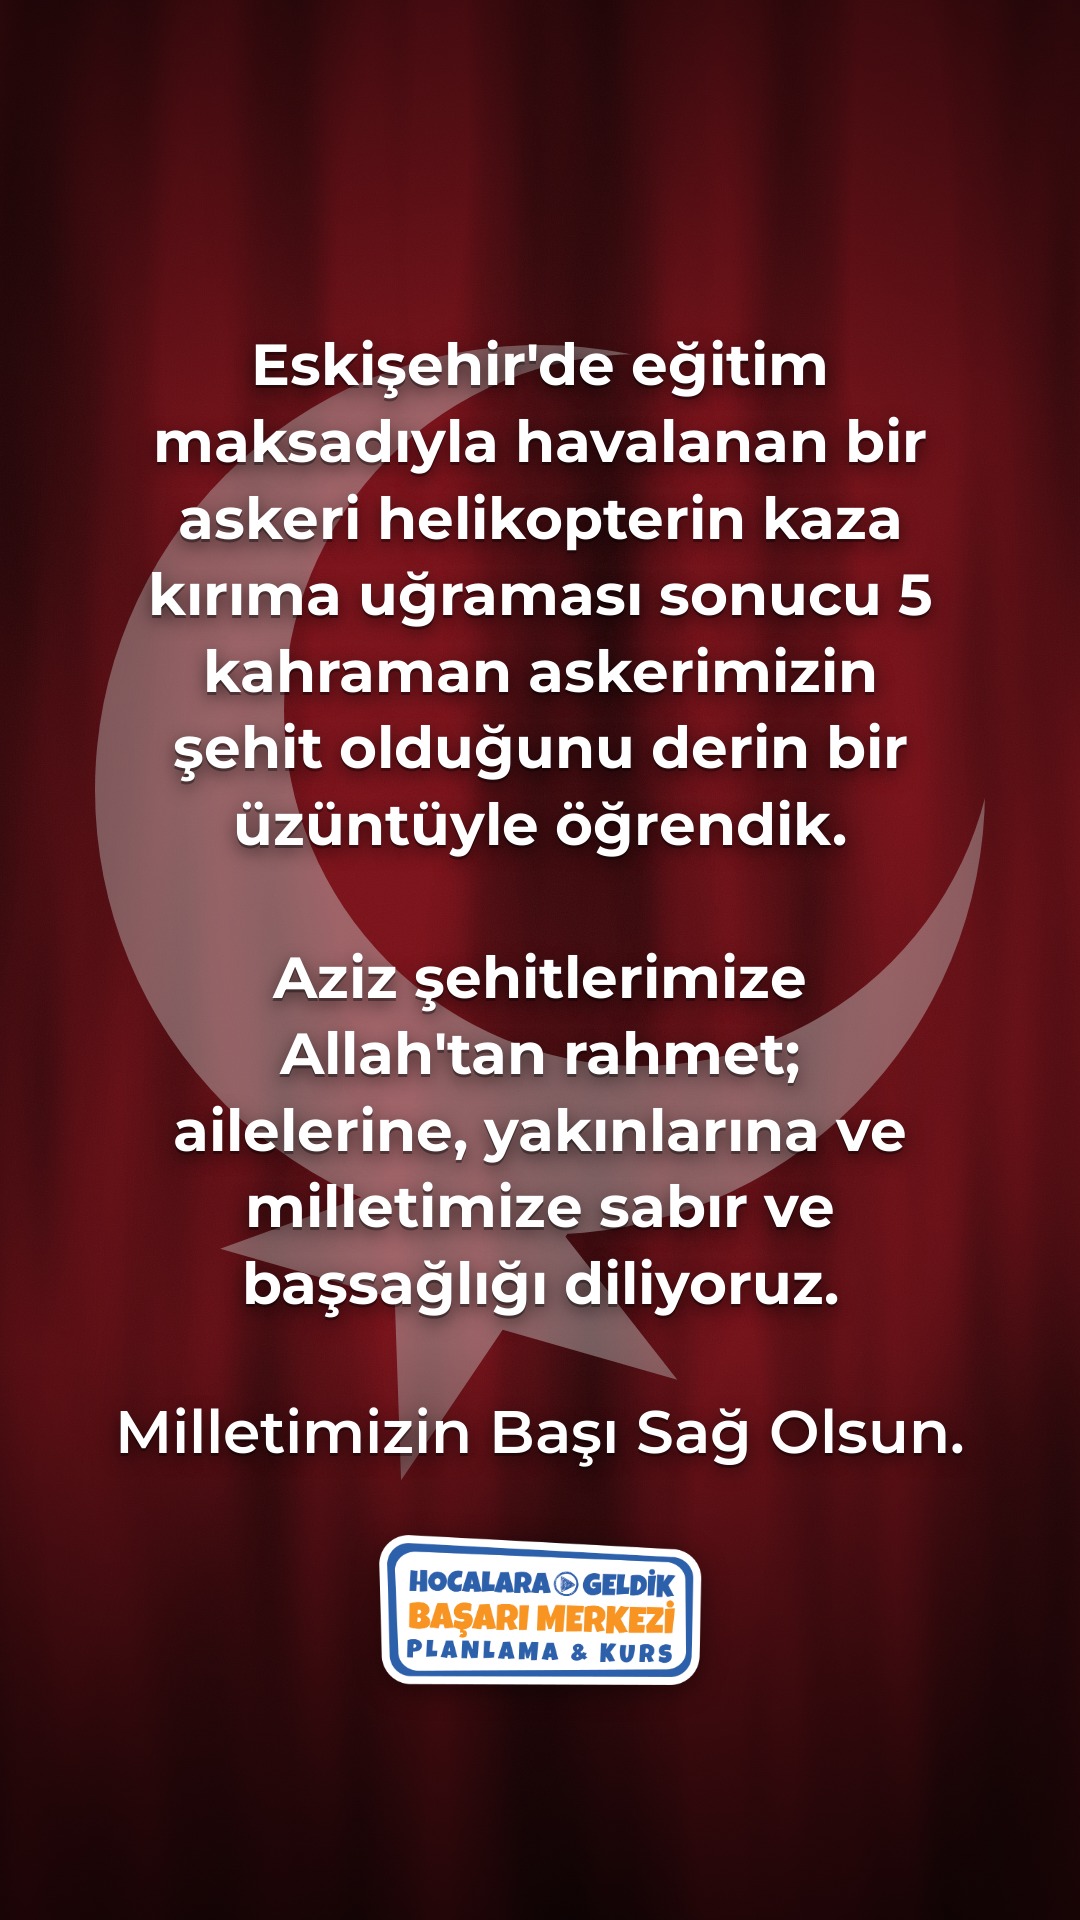 Eskişehir'de eğitim
maksadıyla havalanan bir
askeri helikopterin kaza
kırıma uğraması sonucu 5
kahraman askerimizin
şehit olduğunu derin bir
üzüntüyle öğrendik.
Aziz şehitlerimize
Allah'tan rahmet;
ailelerine, yakınlarına ve
milletimize sabır ve
başsağlığı diliyoruz.
Milletimizin Başı Sağ Olsun.
HOCALARA GELDİK
BAŞARI MERKEZİ
PLANLAMA & KURS